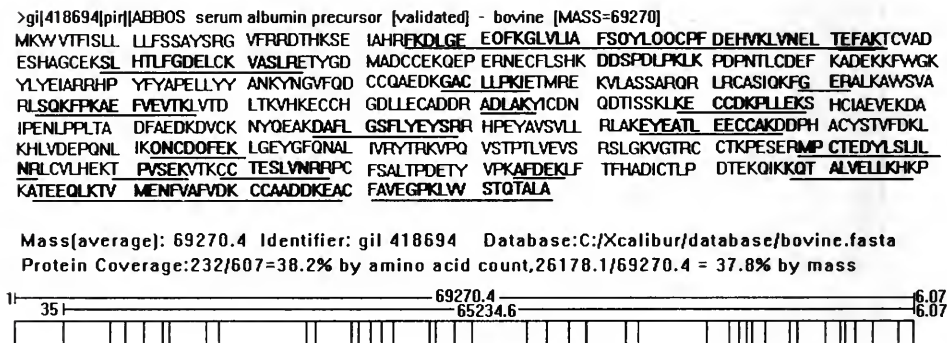 >gi|418694|pir||ABBOS serum albumin precursor [validated] - bovine [MASS=69270]
MKWVTFISLL LLFSSAYSRG VFRRDTHKSE IAHRFKDLGE EOFKGLVLIA FSOYLOOCPF DEHVKLVNEL TEFAKTCVAD
ESHAGCEKSLHTLFGDELCK VASLRETYGD MADCCEKQEP ERNECFLSHK DDSPDLPKLK PDPNTLCDEF KADEKKFWGK
YLYEIARRHP YFYAPELLYY ANKYNGVFQD CCQAEDKGACLLPKIETMRE KVLASSARQR LRCASIQKFG ERALKAWSVA
RLSQKFPKAE FVEVTKLVTD LTKVHKECCH GDLLECADDR ADLAKYICDN QDTISSKLKE CCDKPLLEKS HCIAEVEKDA
IPENLPPLTA DFAEDKDVCK NYQEAKDAFL GSFLYEYSRR HPEYAVSVLL RLAKEYEATL EECCAKDDPH ACYSTVFDKL
KHLVDEPQNL IKONCDOFEK LGEYGFQNAL IVRYTRKVPQ VSTPTLVEVS RSLGKVGTRC CTKPESERMP CTEDYLSLIL
NRLCVLHEKT PVSEKVTKCC TESLVNRRPC FSALTPDETY VPKAFDEKLF TFHADICTLP DTEKQIKKQT ALVELLKHKP
KATEEQLKTV MENFVAFVDK CCAADDKEAC FAVEGPKLVV STQTALA
Mass(average): 69270.4 Identifier: gil 418694 Database:C:/Xcalibur/database/bovine.fasta
Protein Coverage:232/607=38.2% by amino acid count,26178.1/69270.4 = 37.8% by mass
1 69270.4 6.07
35 65234.6 6.07